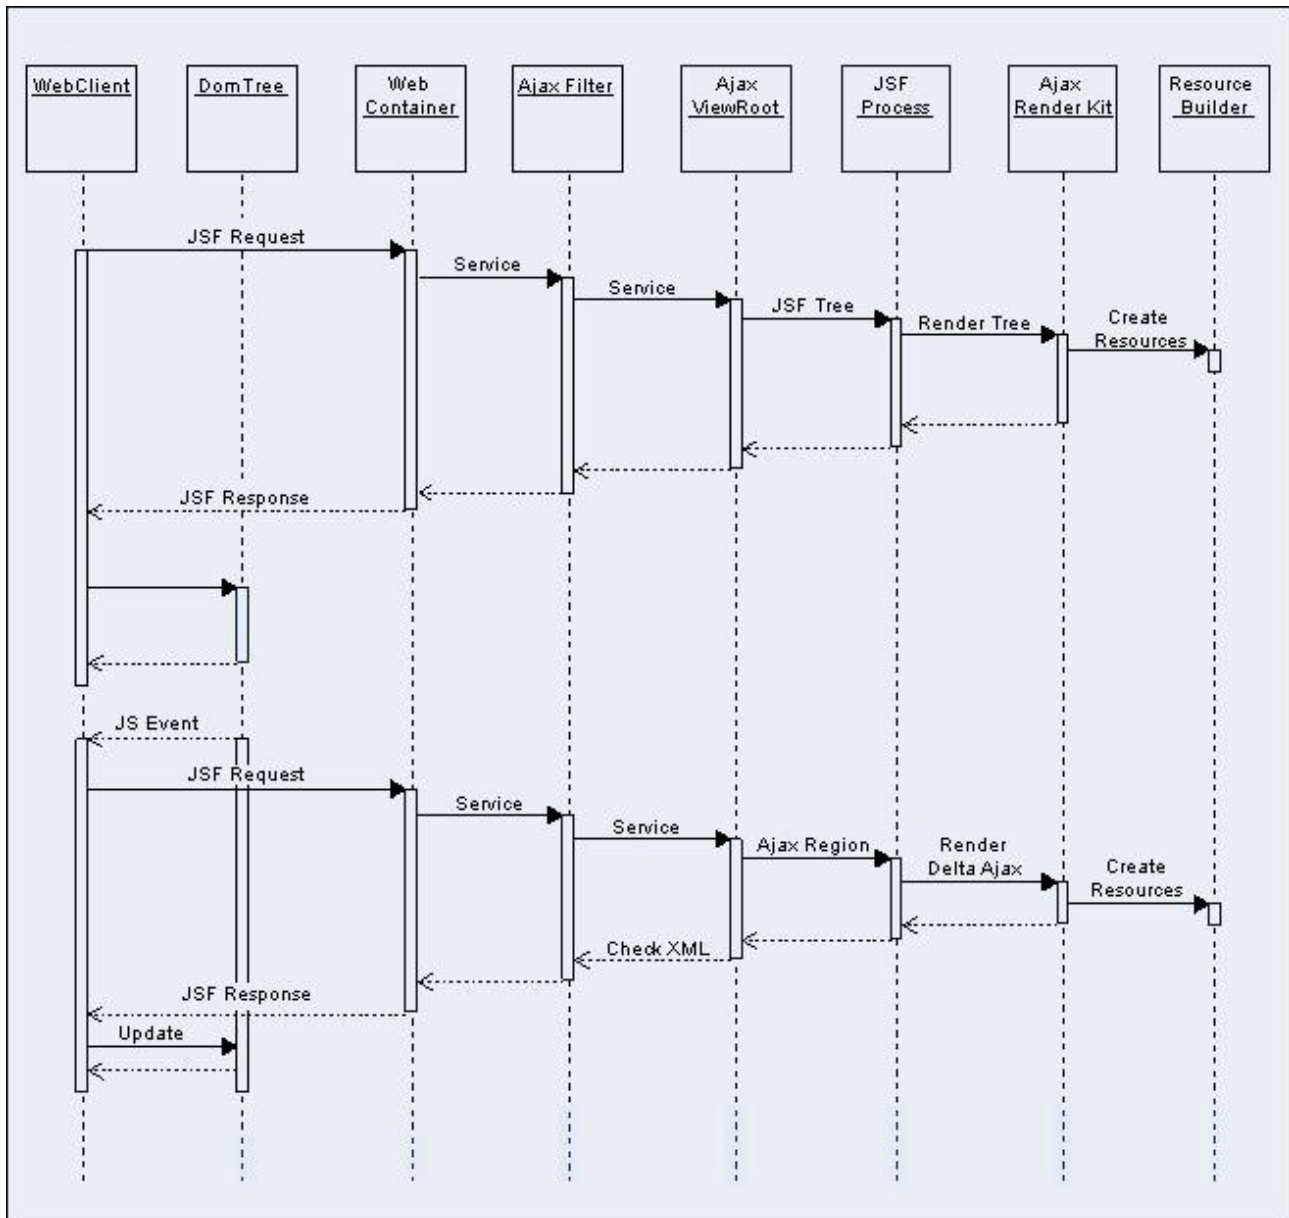 WebClient
DomTree
Web
Container
Ajax Filter
Ajax
ViewRoot
JSF
Process
Ajax
Render Kit
Resource
Builder
JSF Request
Service
Service
JSF Tree
Render Tree
Create
Resources
JSF Response
JS Event
JSF Request
Service
Service
Ajax Region
Render
Delta Ajax
Create
Resources
Check XML
JSF Response
Update